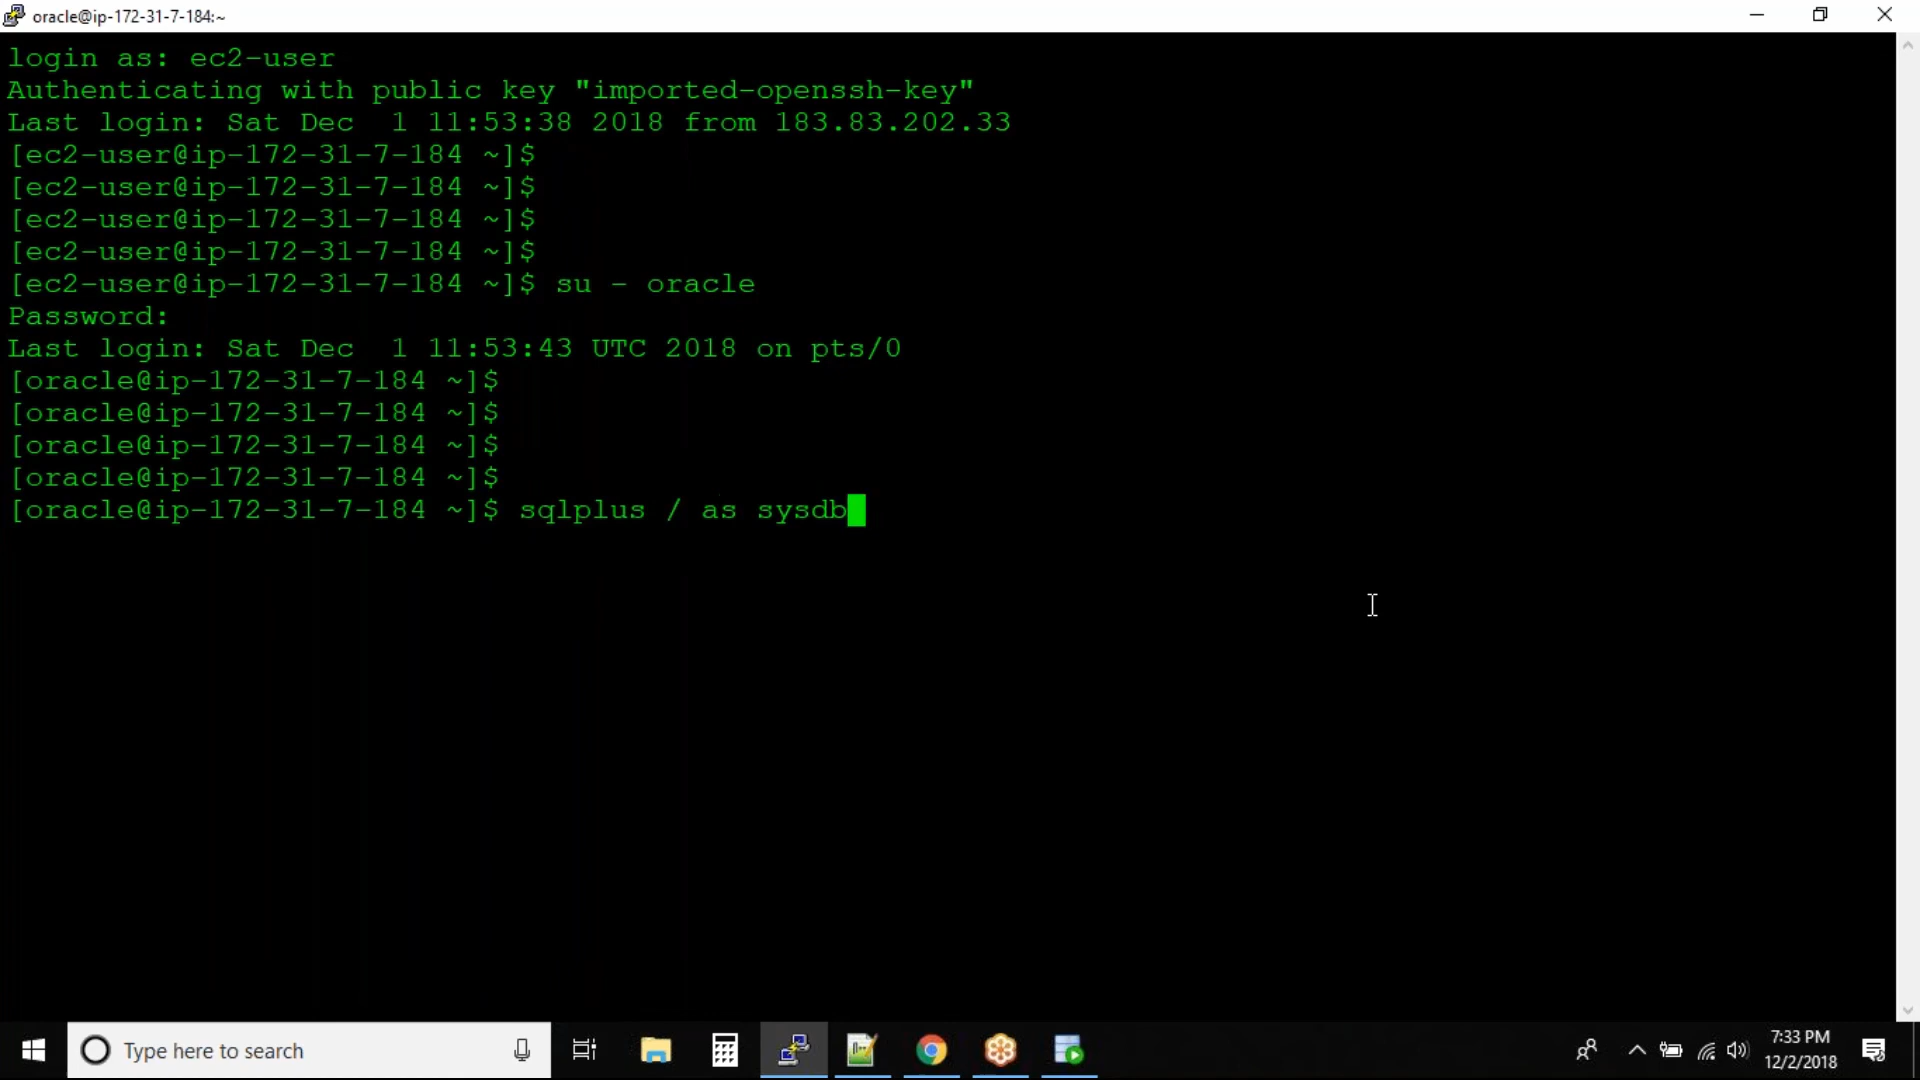 oracle@ip-172-31-7-184:~
login as: ec2-user
Authenticating with public key "imported-openssh-key"
Last login: Sat Dec  1 11:53:38 2018 from 183.83.202.33
[ec2-user@ip-172-31-7-184 ~]$
[ec2-user@ip-172-31-7-184 ~]$
[ec2-user@ip-172-31-7-184 ~]$
[ec2-user@ip-172-31-7-184 ~]$
[ec2-user@ip-172-31-7-184 ~]$ su - oracle
Password:
Last login: Sat Dec  1 11:53:43 UTC 2018 on pts/0
[oracle@ip-172-31-7-184 ~]$
[oracle@ip-172-31-7-184 ~]$
[oracle@ip-172-31-7-184 ~]$
[oracle@ip-172-31-7-184 ~]$
[oracle@ip-172-31-7-184 ~]$ sqlplus / as sysdb
Type here to search
7:33 PM
12/2/2018